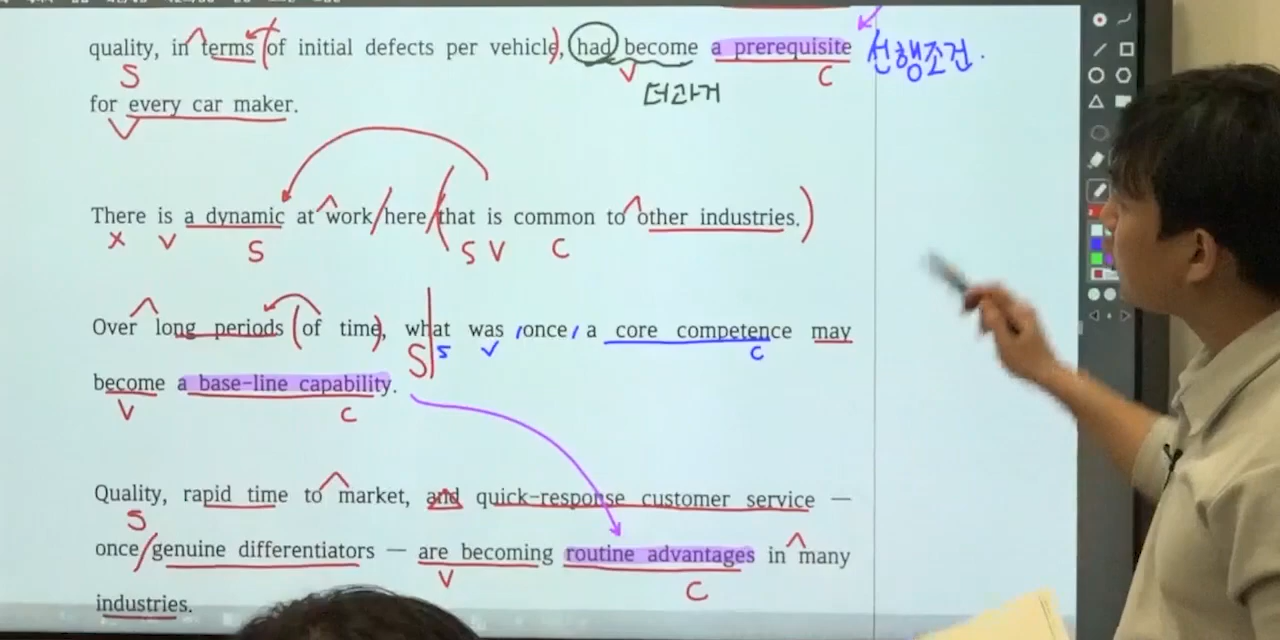 quality, in terms of initial defects per vehicle, had become a prerequisite 선행조건.
S V C
더과거
for every car maker.
There is a dynamic at work here that is common to other industries.
X V S S V C
Over long periods of time, what was once a core competence may
S S V C
become a base-line capability.
V C
Quality, rapid time to market, and quick-response customer service —
S
once genuine differentiators — are becoming routine advantages in many
V C
industries.